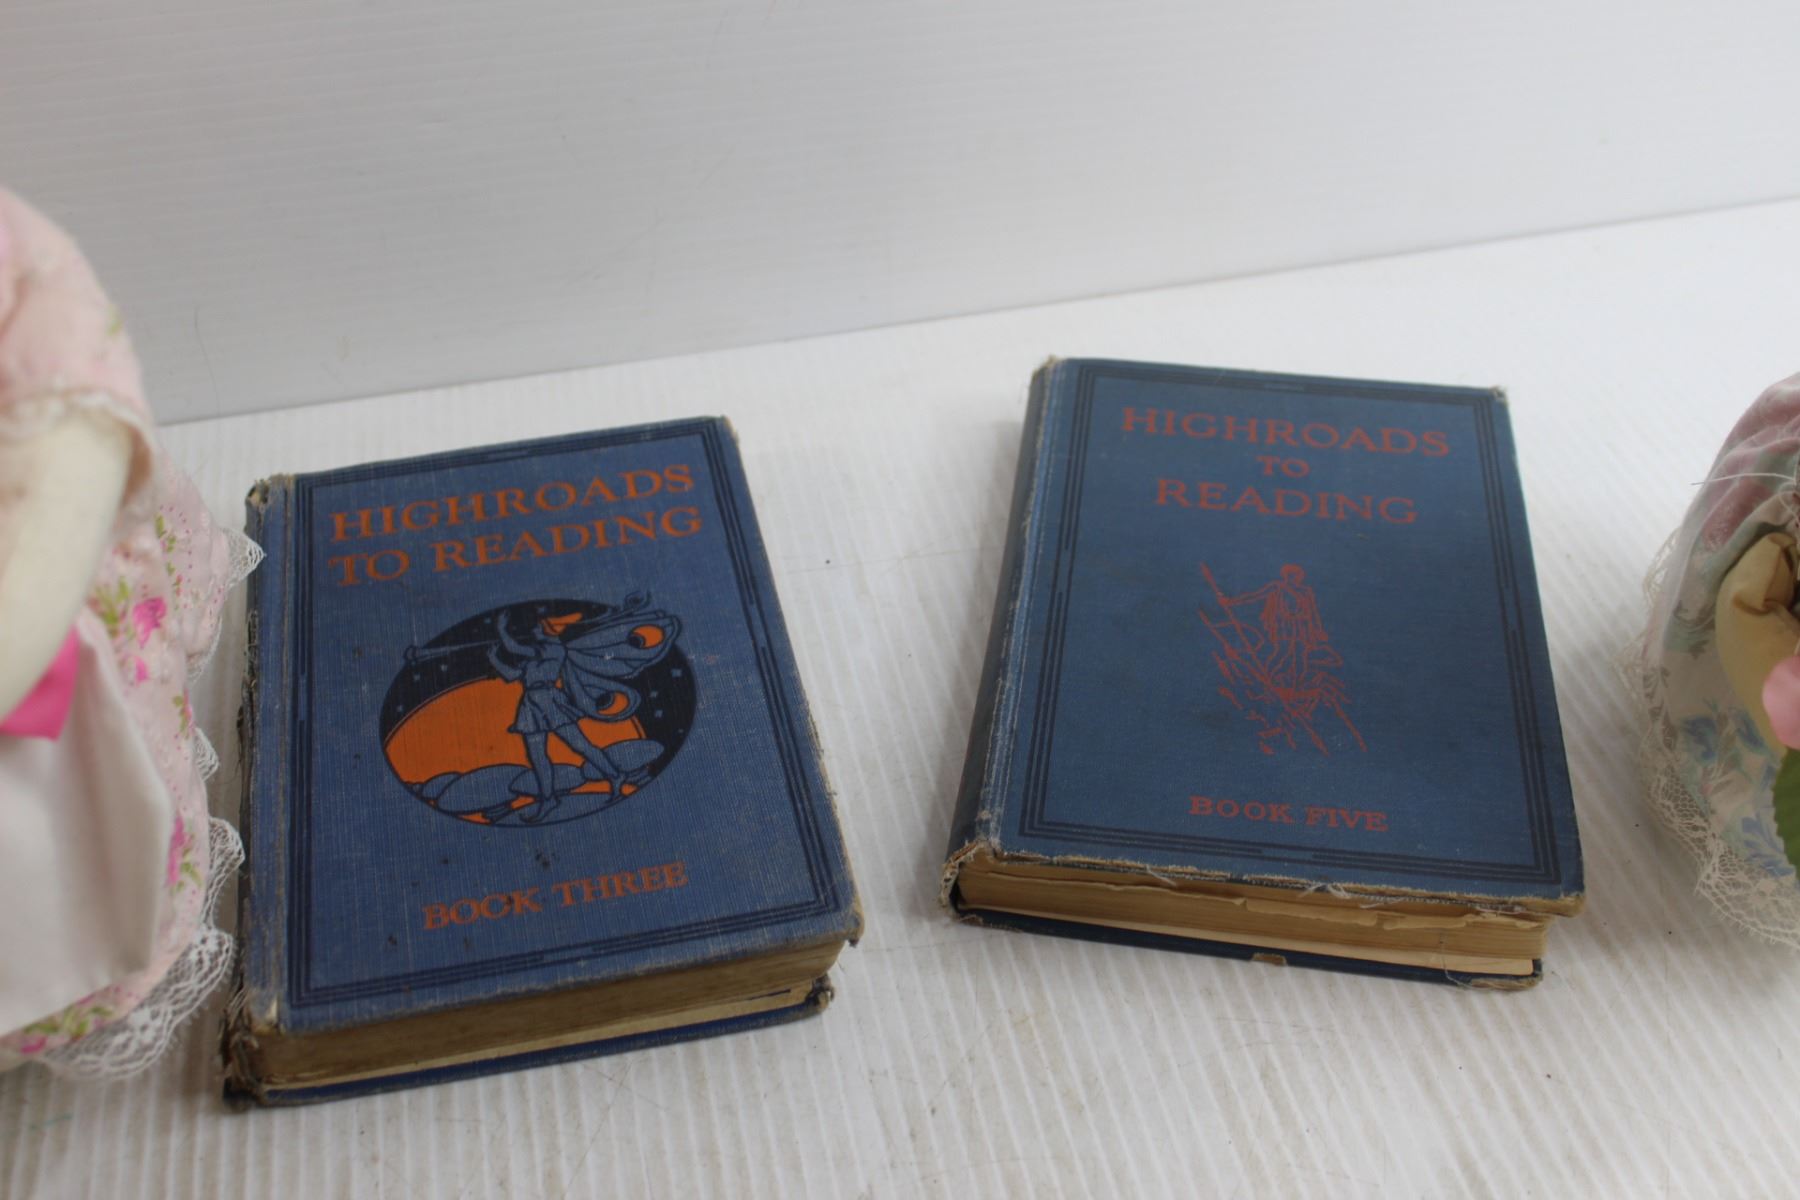 HIGHROADS
TO READING
BOOK THREE
HIGHROADS
TO
READING
BOOK FIVE